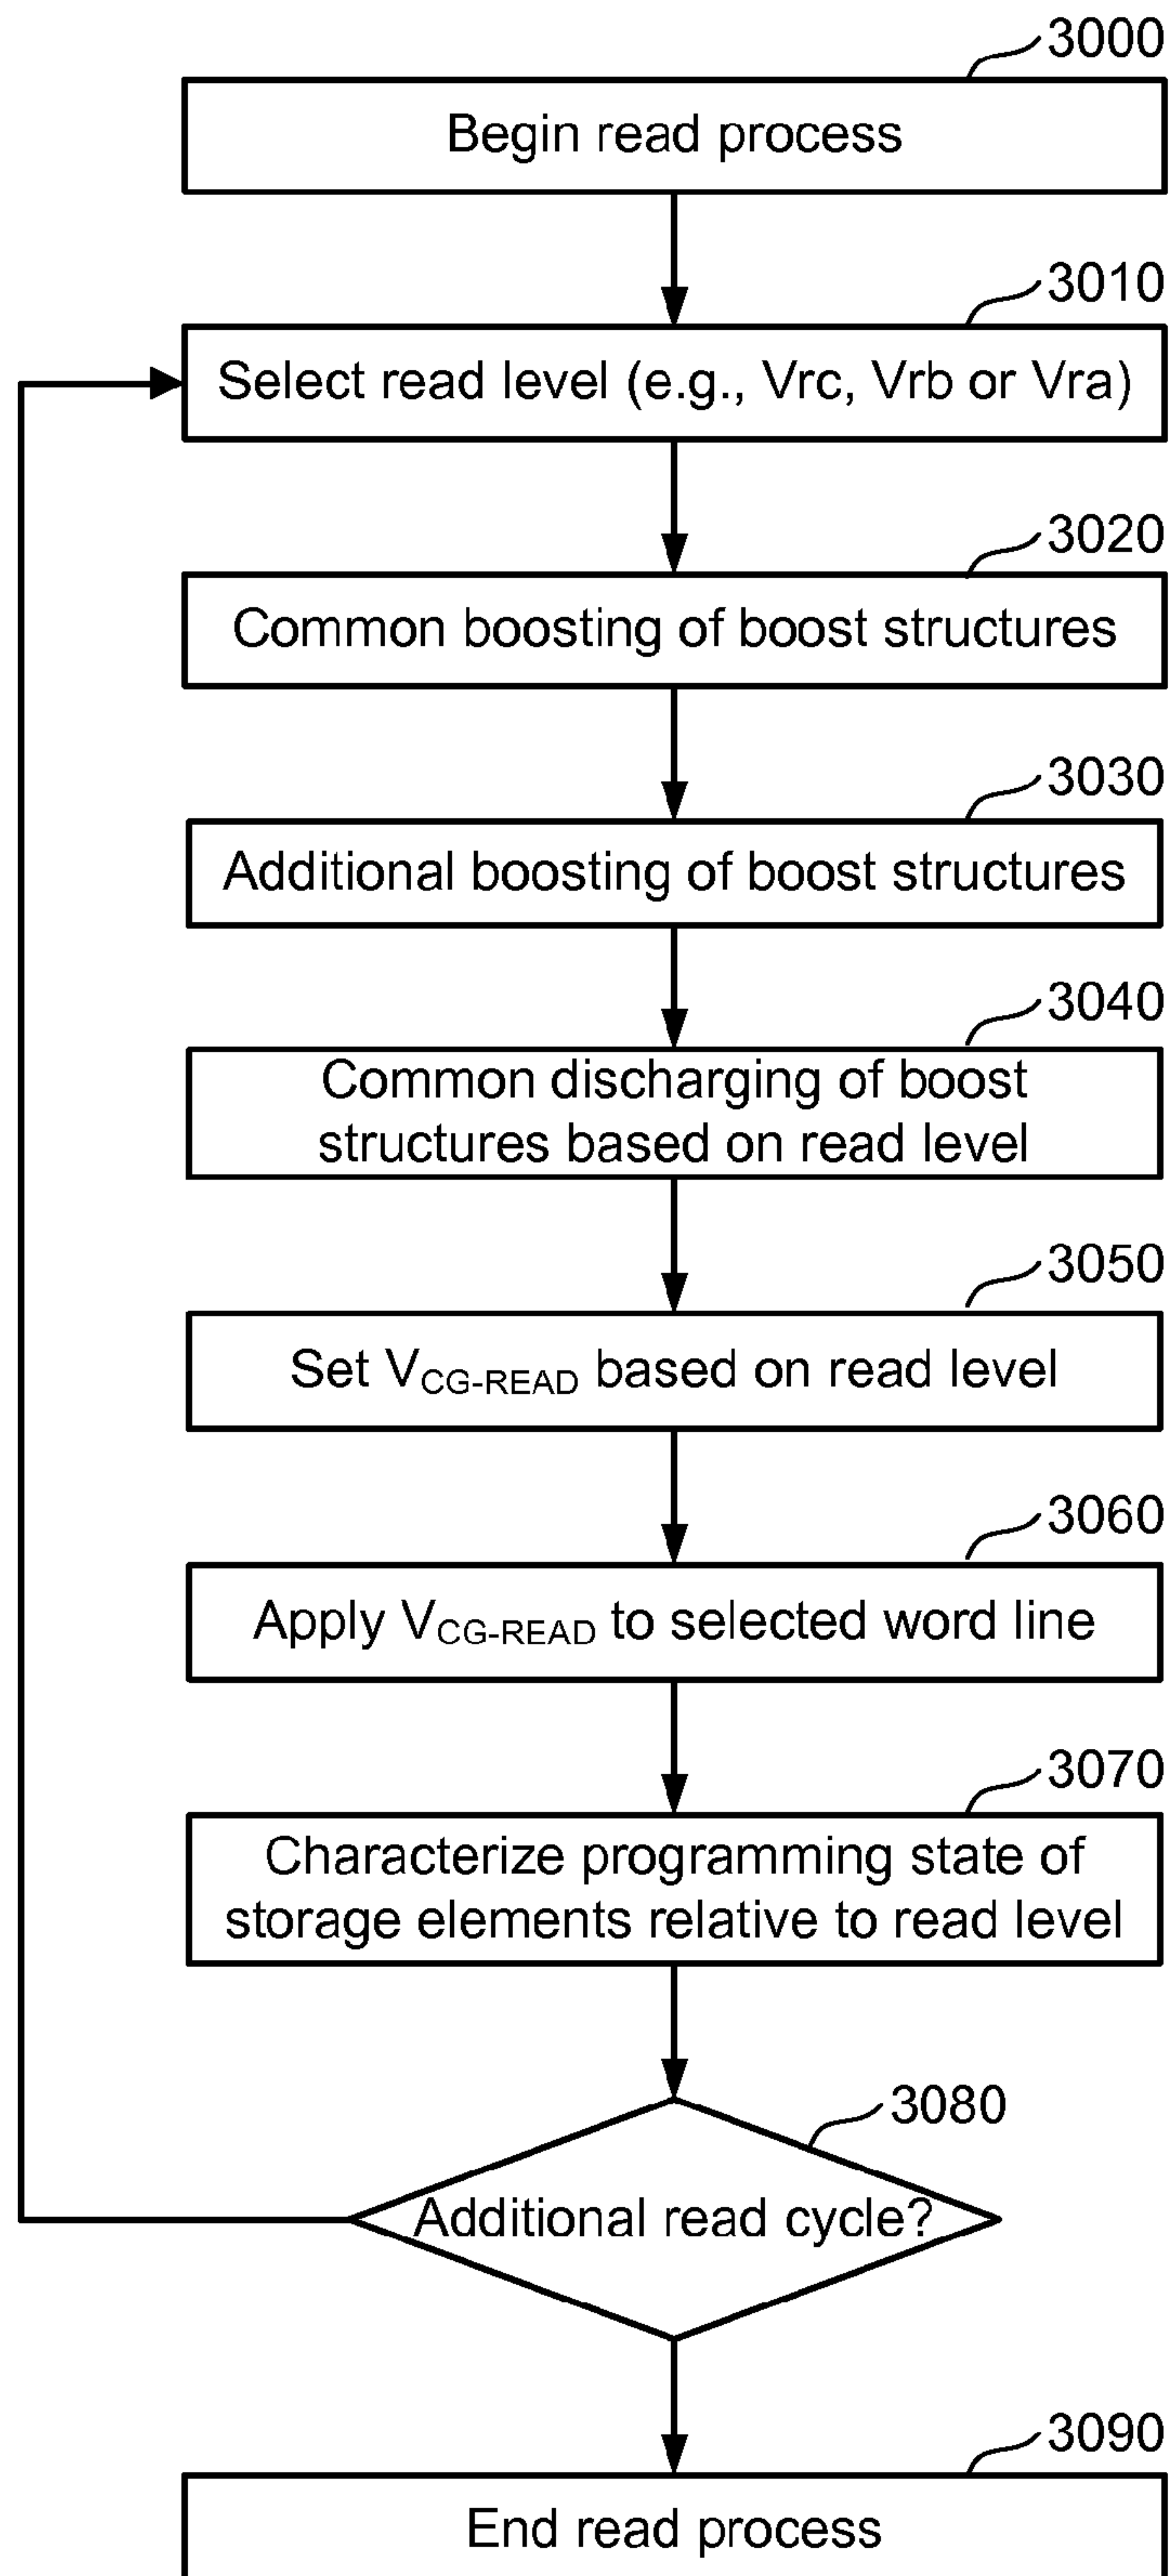 3000
Begin read process
3010
Select read level (e.g., Vrc, Vrb or Vra)
3020
Common boosting of boost structures
3030
Additional boosting of boost structures
3040
Common discharging of boost
structures based on read level
3050
Set VCG-READ based on read level
3060
Apply VCG-READ to selected word line
3070
Characterize programming state of
storage elements relative to read level
3080
Additional read cycle?
3090
End read process